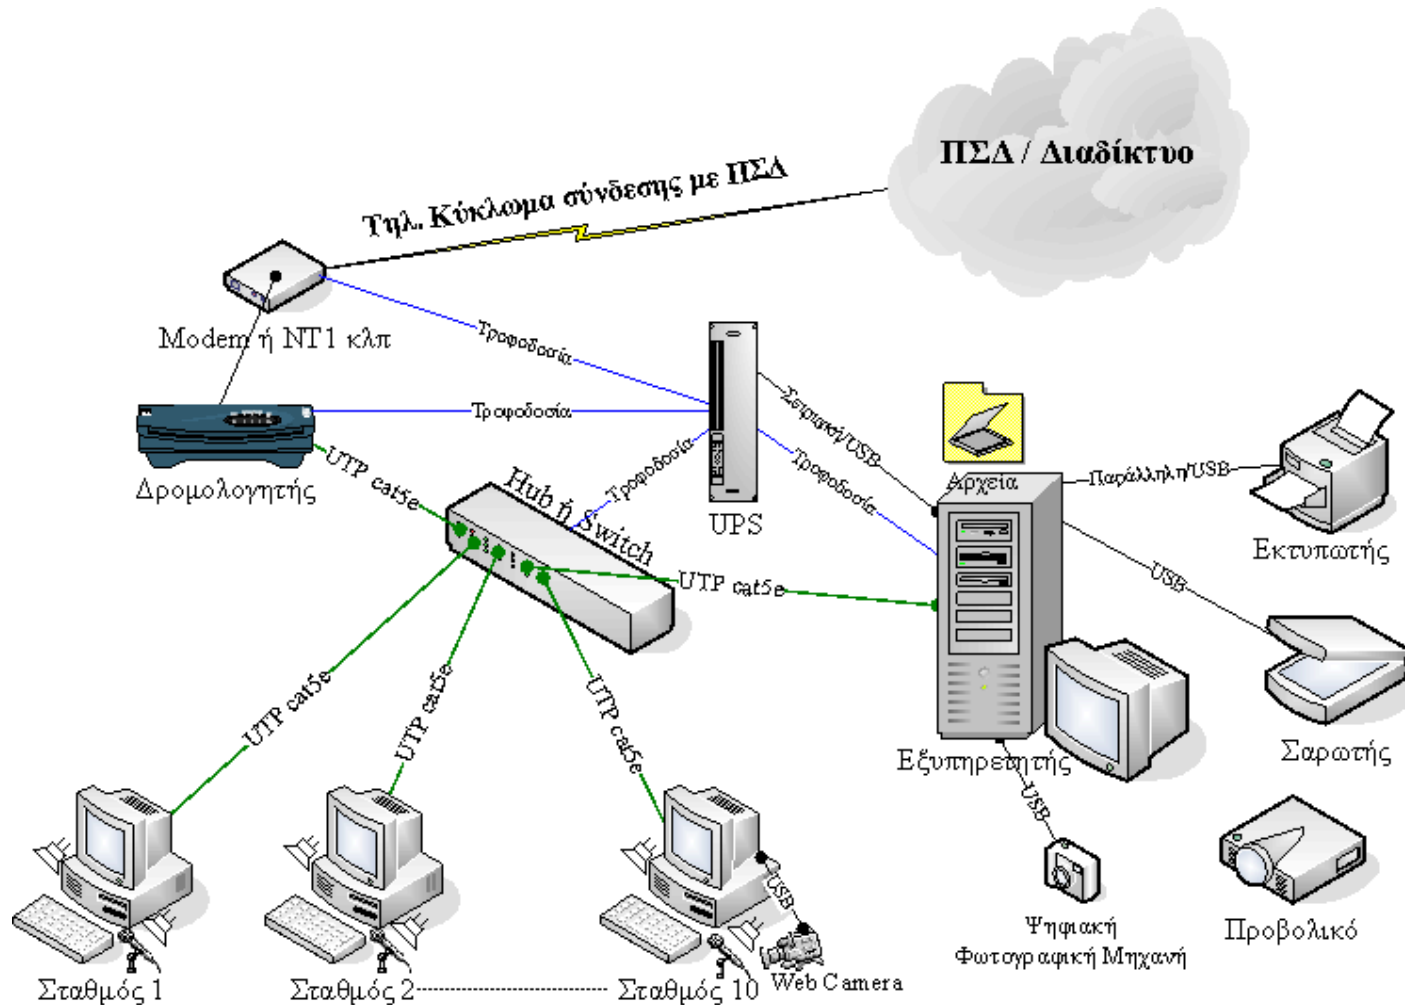 ΠΣΔ / Διαδίκτυο
Τηλ. Κύκλωμα σύνδεσης με ΠΣΔ
Modem ή NT1 κλπ
Τροφοδοσία
Τροφοδοσία
Σειριακή/USB
Τροφοδοσία
Τροφοδοσία
UPS
Αρχεία
Παράλληλη/USB
Εκτυπωτής
Δρομολογητής
UTP cat5e
Hub ή Switch
UTP cat5e
USB
Σαρωτής
Εξυπηρετητής
UTP cat5e
UTP cat5e
UTP cat5e
USB
USB
Ψηφιακή
Φωτογραφική Μηχανή
Προβολικό
Σταθμός 1
Σταθμός 2
Σταθμός 10
Web Camera